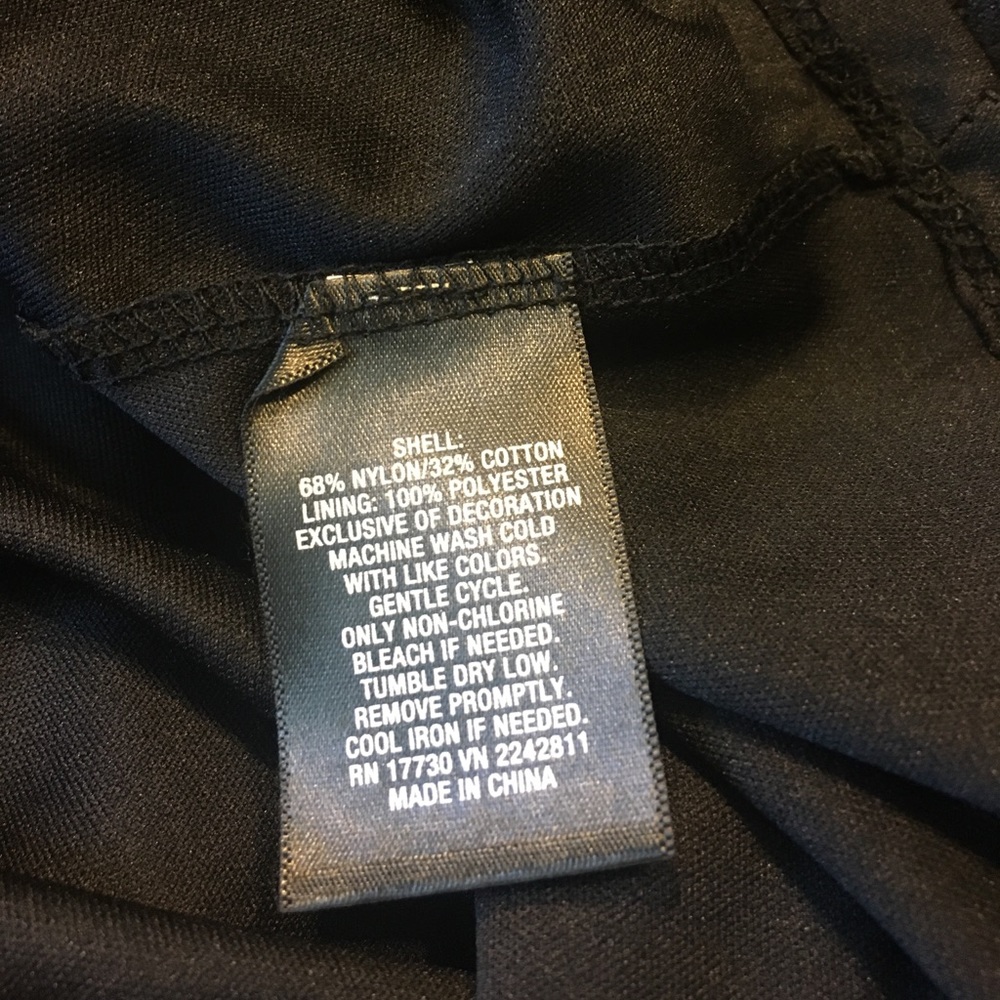 SHELL:
68% NYLON/32% COTTON
LINING: 100% POLYESTER
EXCLUSIVE OF DECORATION
MACHINE WASH COLD
WITH LIKE COLORS.
GENTLE CYCLE.
ONLY NON-CHLORINE
BLEACH IF NEEDED.
TUMBLE DRY LOW.
REMOVE PROMPTLY.
COOL IRON IF NEEDED.
RN 17730 VN 2242811
MADE IN CHINA